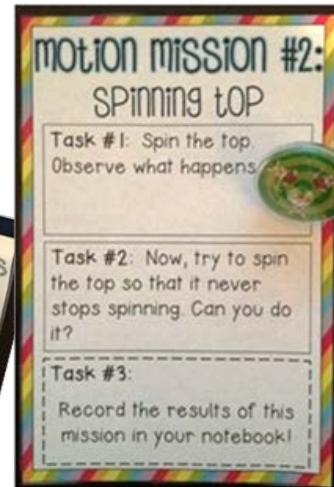 motion mission #2:
spinning top
Task #1: Spin the top.
Observe what happens
Task #2: Now, try to spin
the top so that it never
stops spinning. Can you do
it?
Task #3:
Record the results of this
mission in your notebook!